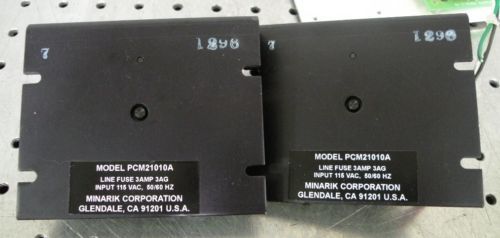 7 1296
MODEL PCM21010A
LINE FUSE 3AMP 3AG
INPUT 115 VAC, 50/60 HZ
MINARIK CORPORATION
GLENDALE, CA 91201 U.S.A.
7 1296
MODEL PCM21010A
LINE FUSE 3AMP 3AG
INPUT 115 VAC, 50/60 HZ
MINARIK CORPORATION
GLENDALE, CA 91201 U.S.A.